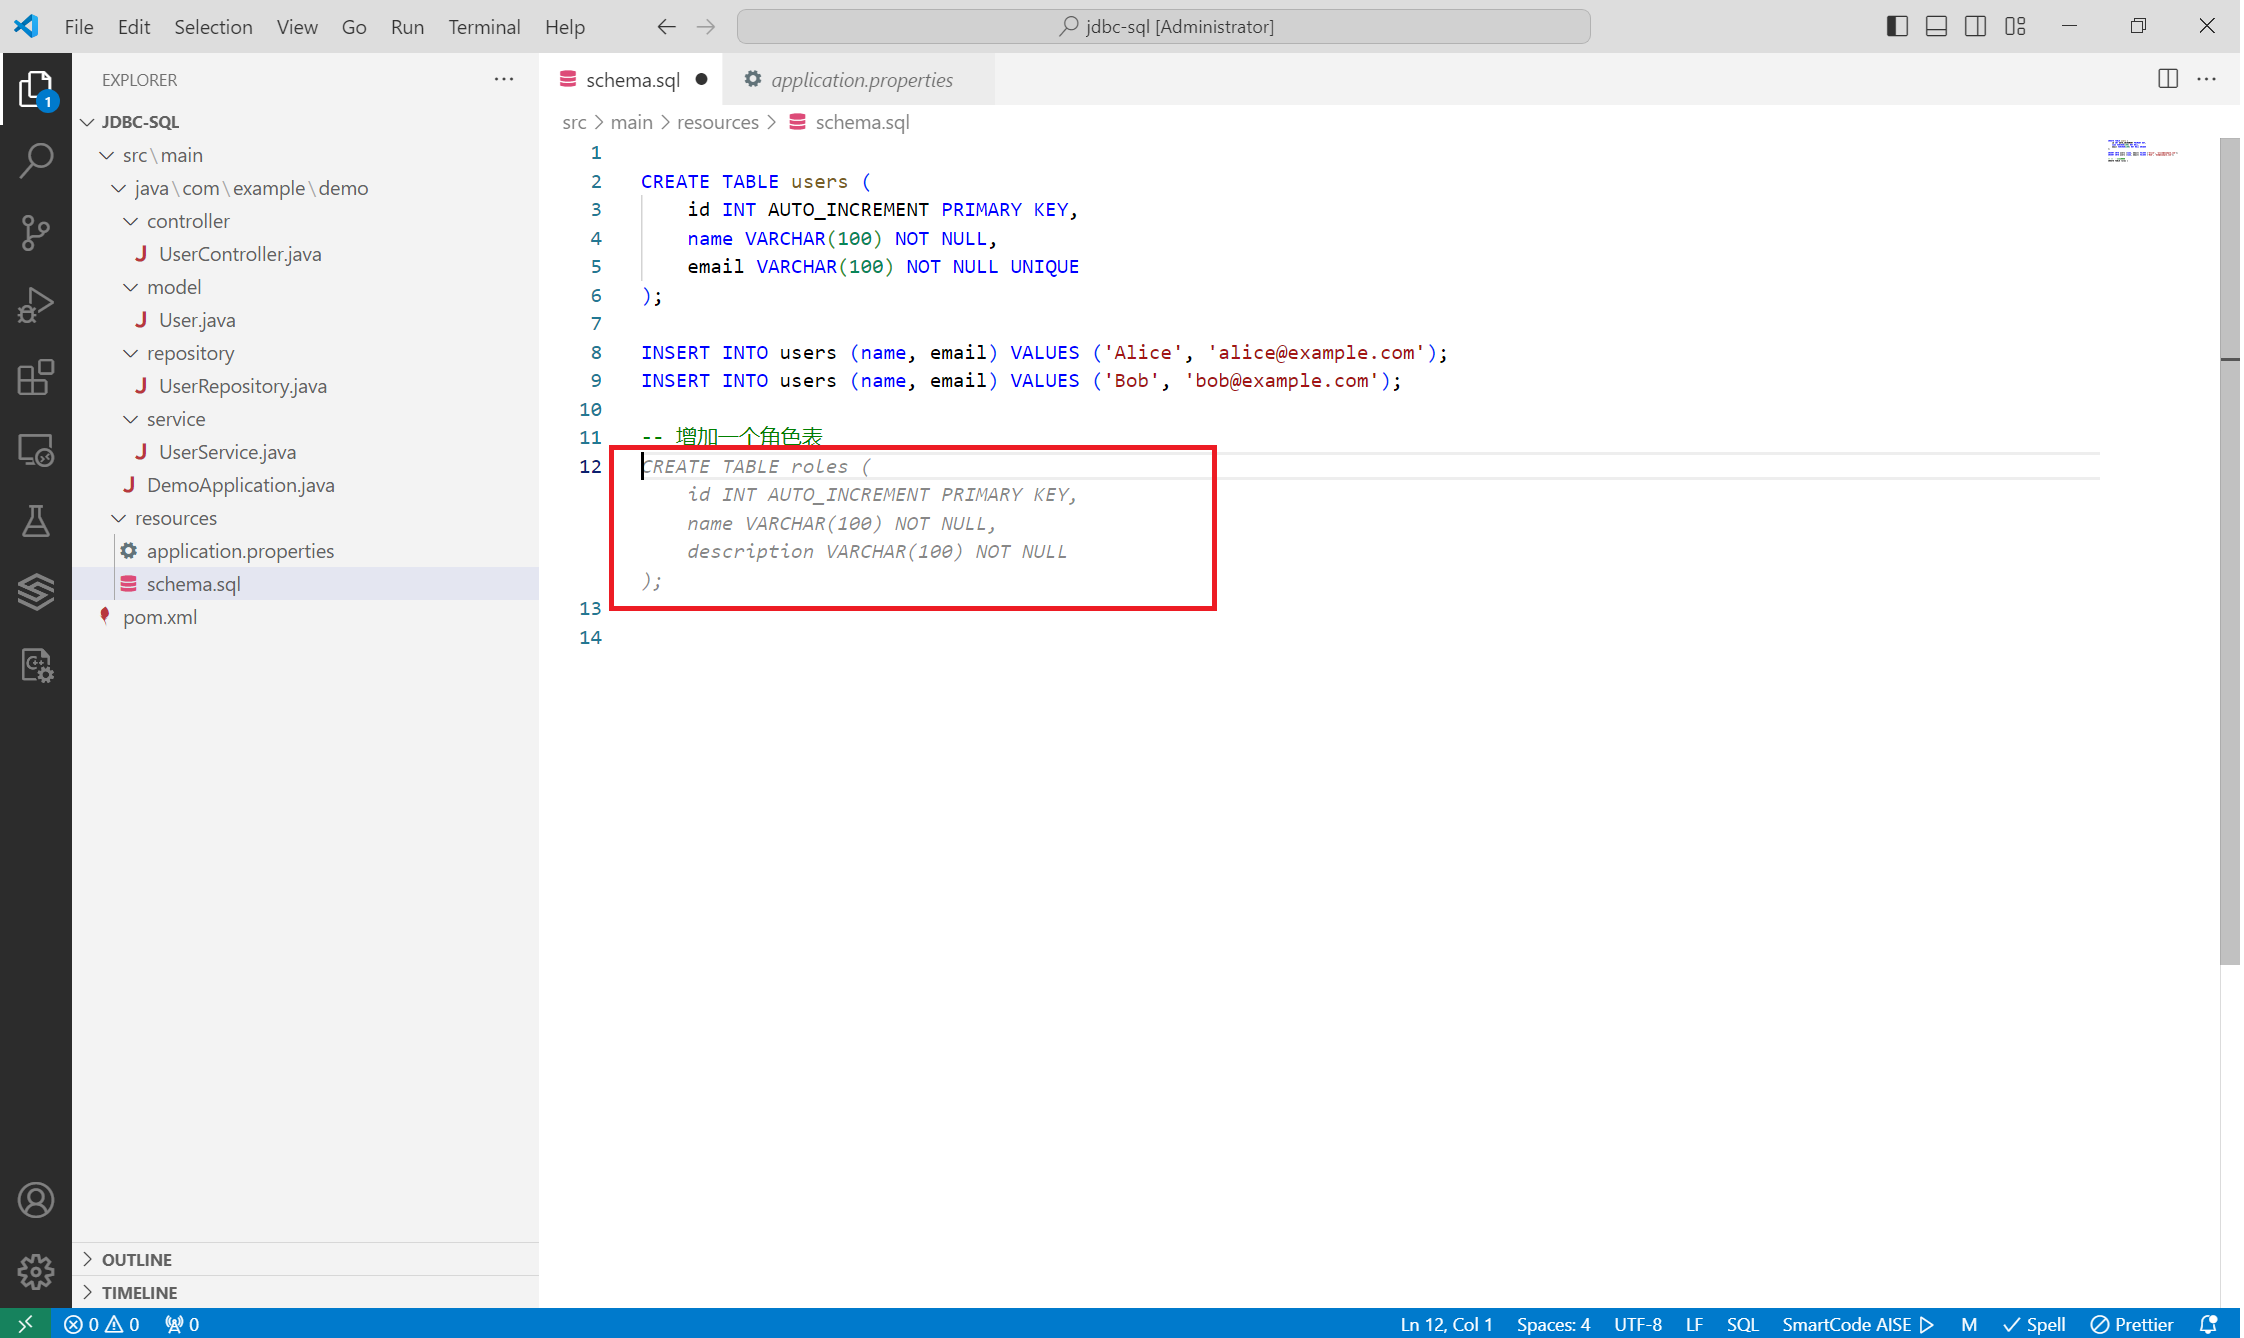 File Edit Selection View Go Run Terminal Help
jdbc-sql [Administrator]
EXPLORER
1
JDBC-SQL
src\main
java\com\example\demo
controller
UserController.java
model
User.java
repository
UserRepository.java
service
UserService.java
DemoApplication.java
resources
application.properties
schema.sql
pom.xml
OUTLINE
TIMELINE
schema.sql
application.properties
src > main > resources > schema.sql
1
2 CREATE TABLE users (
3 id INT AUTO_INCREMENT PRIMARY KEY,
4 name VARCHAR(100) NOT NULL,
5 email VARCHAR(100) NOT NULL UNIQUE
6 );
7
8 INSERT INTO users (name, email) VALUES ('Alice', 'alice@example.com');
9 INSERT INTO users (name, email) VALUES ('Bob', 'bob@example.com');
10
11 -- 增加一个角色表
12 CREATE TABLE roles (
id INT AUTO_INCREMENT PRIMARY KEY,
name VARCHAR(100) NOT NULL,
description VARCHAR(100) NOT NULL
);
13
14
0 0 0 Ln 12, Col 1 Spaces: 4 UTF-8 LF SQL SmartCode AISE M Spell Prettier